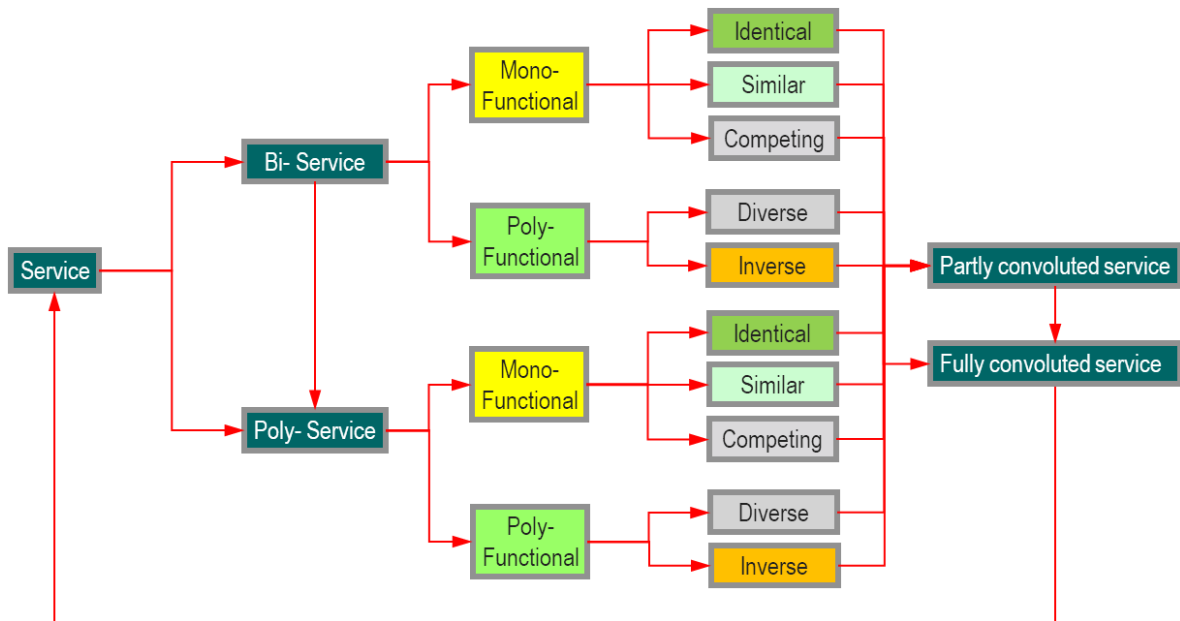 Service
Bi- Service
Poly- Service
Mono-
Functional
Poly-
Functional
Mono-
Functional
Poly-
Functional
Identical
Similar
Competing
Diverse
Inverse
Identical
Similar
Competing
Diverse
Inverse
Partly convoluted service
Fully convoluted service